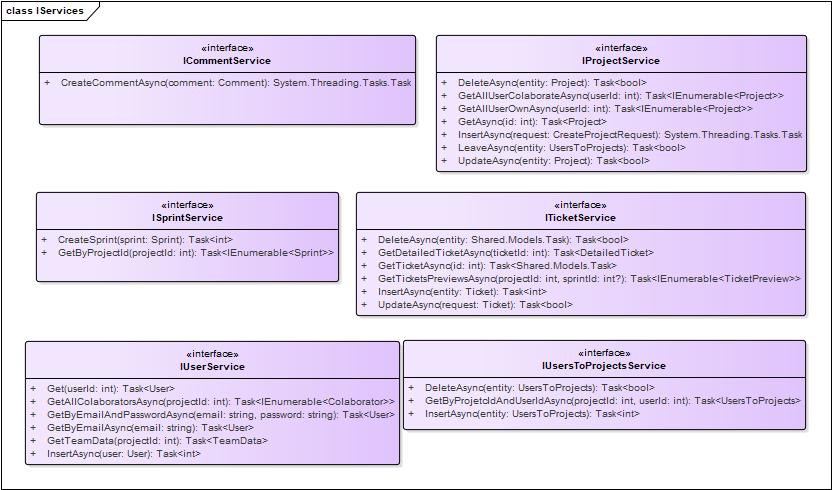 class IServices
«interface»
ICommentService
+ CreateCommentAsync(comment: Comment): System.Threading.Tasks.Task
«interface»
IProjectService
+ DeleteAsync(entity: Project): Task<bool>
+ GetAllUserColaborateAsync(userId: int): Task<IEnumerable<Project>>
+ GetAllUserOwnAsync(userId: int): Task<IEnumerable<Project>>
+ GetAsync(id: int): Task<Project>
+ InsertAsync(request: CreateProjectRequest): System.Threading.Tasks.Task
+ LeaveAsync(entity: UsersToProjects): Task<bool>
+ UpdateAsync(entity: Project): Task<bool>
«interface»
ISprintService
+ CreateSprint(sprint: Sprint): Task<int>
+ GetByProjectId(projectId: int): Task<IEnumerable<Sprint>>
«interface»
ITicketService
+ DeleteAsync(entity: Shared.Models.Task): Task<bool>
+ GetDetailedTicketAsync(ticketId: int): Task<DetailedTicket>
+ GetTicketAsync(id: int): Task<Shared.Models.Task>
+ GetTicketsPreviewsAsync(projectId: int, sprintId: int?): Task<IEnumerable<TicketPreview>>
+ InsertAsync(entity: Ticket): Task<int>
+ UpdateAsync(request: Ticket): Task<bool>
«interface»
IUserService
+ Get(userId: int): Task<User>
+ GetAllColaboratorsAsync(projectId: int): Task<IEnumerable<Colaborator>>
+ GetByEmailAndPasswordAsync(email: string, password: string): Task<User>
+ GetByEmailAsync(email: string): Task<User>
+ GetTeamData(projectId: int): Task<TeamData>
+ InsertAsync(user: User): Task<int>
«interface»
IUsersToProjectsService
+ DeleteAsync(entity: UsersToProjects): Task<bool>
+ GetByProjetcIdAndUserIdAsync(projectId: int, userId: int): Task<UsersToProjects>
+ InsertAsync(entity: UsersToProjects): Task<int>